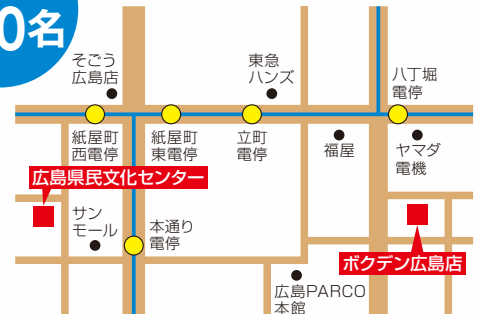 0名
そごう
広島店
東急
ハンズ
八丁堀
電停
紙屋町
西電停
紙屋町
東電停
立町
電停
福屋
ヤマダ
電機
広島県民文化センター
サン
モール
本通り
電停
ボクデン広島店
広島PARCO
本館